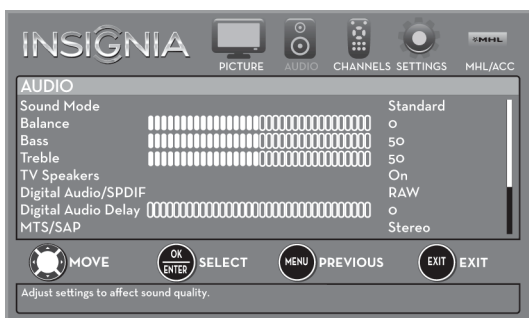 INSIGNIA
PICTURE AUDIO CHANNELS SETTINGS MHL/ACC
MHL
AUDIO
Sound Mode Standard
Balance 0
Bass 50
Treble 50
TV Speakers On
Digital Audio/SPDIF RAW
Digital Audio Delay 0
MTS/SAP Stereo
MOVE OK ENTER SELECT MENU PREVIOUS EXIT EXIT
Adjust settings to affect sound quality.